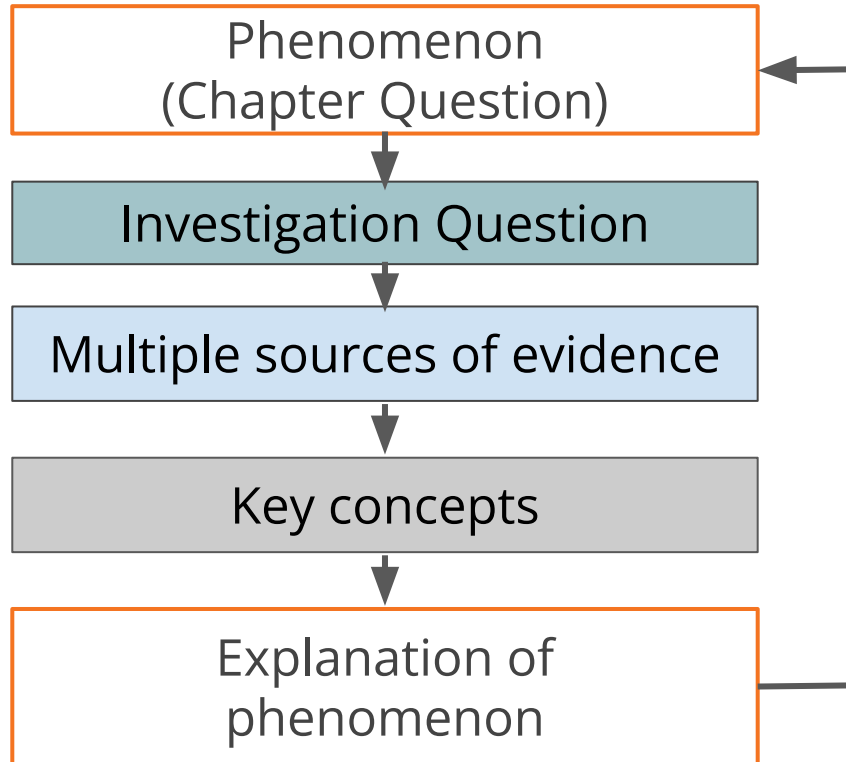 Phenomenon
(Chapter Question)
Investigation Question
Multiple sources of evidence
Key concepts
Explanation of
phenomenon